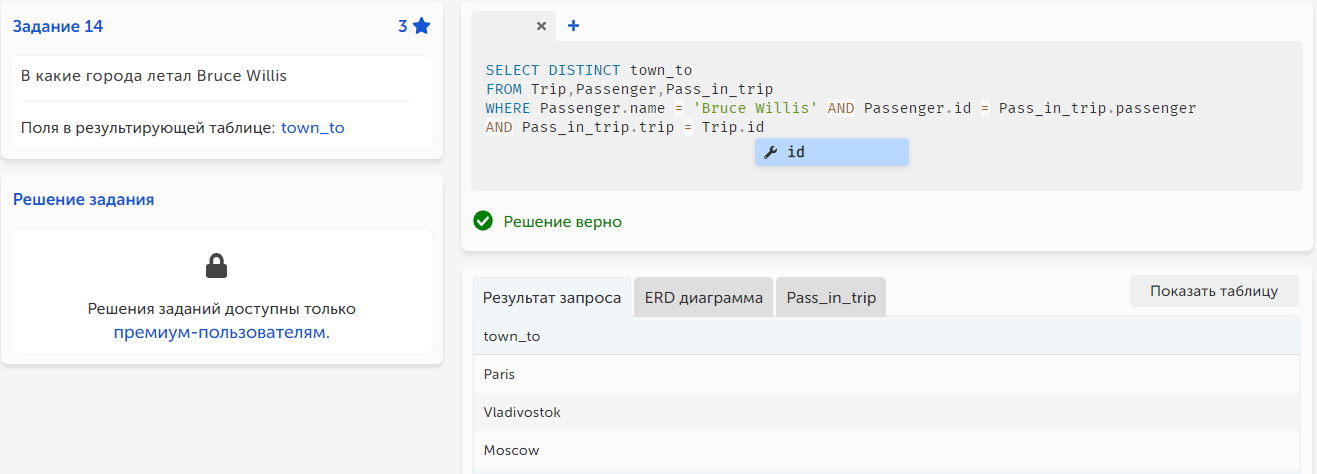 Задание 14
3
В какие города летал Bruce Willis
Поля в результирующей таблице: town_to
Решение задания
Решения заданий доступны только
премиум-пользователям.
× +
SELECT DISTINCT town_to
FROM Trip,Passenger,Pass_in_trip
WHERE Passenger.name = 'Bruce Willis' AND Passenger.id = Pass_in_trip.passenger
AND Pass_in_trip.trip = Trip.id
id
Решение верно
Результат запроса ERD диаграмма Pass_in_trip Показать таблицу
town_to
Paris
Vladivostok
Moscow